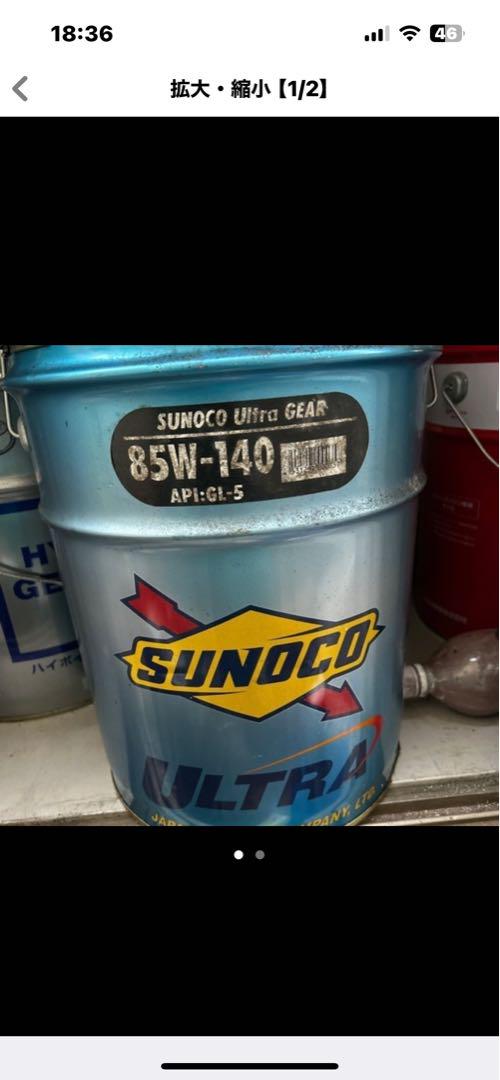 18:36
46
拡大・縮小【1/2】
SUNOCO Ultra GEAR
85W-140
API:GL-5
SUNOCO
ULTRA